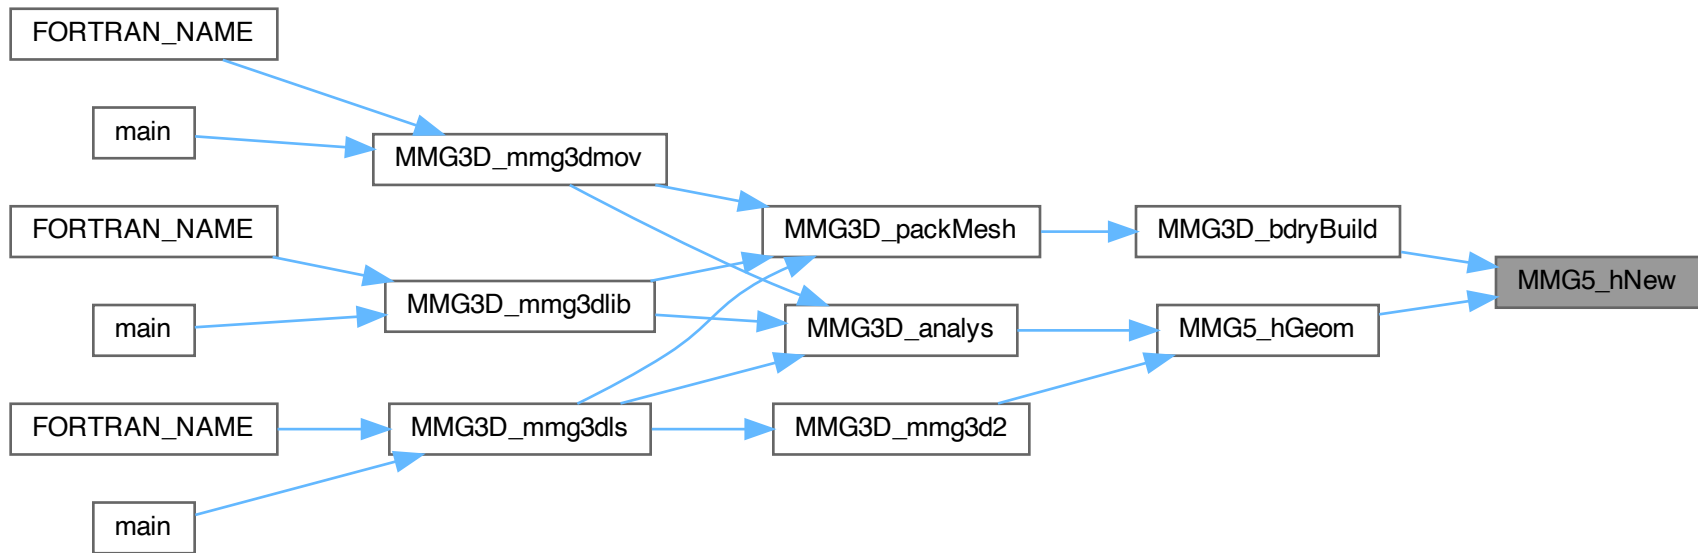 FORTRAN_NAME
main
MMG3D_mmg3dmov
FORTRAN_NAME
MMG3D_packMesh
MMG3D_bdryBuild
MMG5_hNew
MMG3D_mmg3dlib
main
MMG3D_analys
MMG5_hGeom
FORTRAN_NAME
MMG3D_mmg3dls
MMG3D_mmg3d2
main